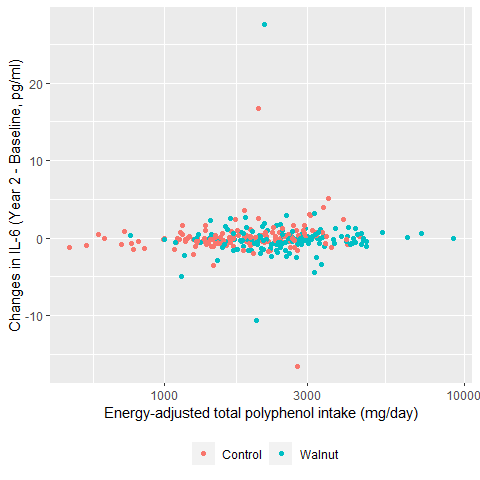 Changes in IL-6 (Year 2 - Baseline, pg/ml)
20
10
0
-10
1000 3000 10000
Energy-adjusted total polyphenol intake (mg/day)
Control Walnut